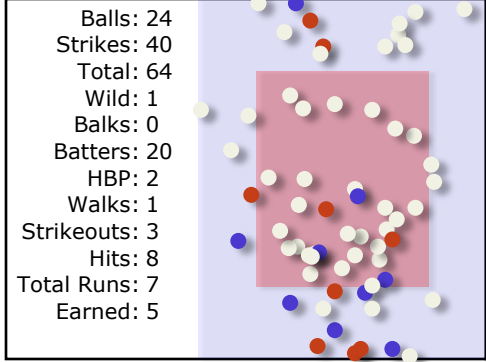 Balls: 24
Strikes: 40
Total: 64
Wild: 1
Balks: 0
Batters: 20
HBP: 2
Walks: 1
Strikeouts: 3
Hits: 8
Total Runs: 7
Earned: 5